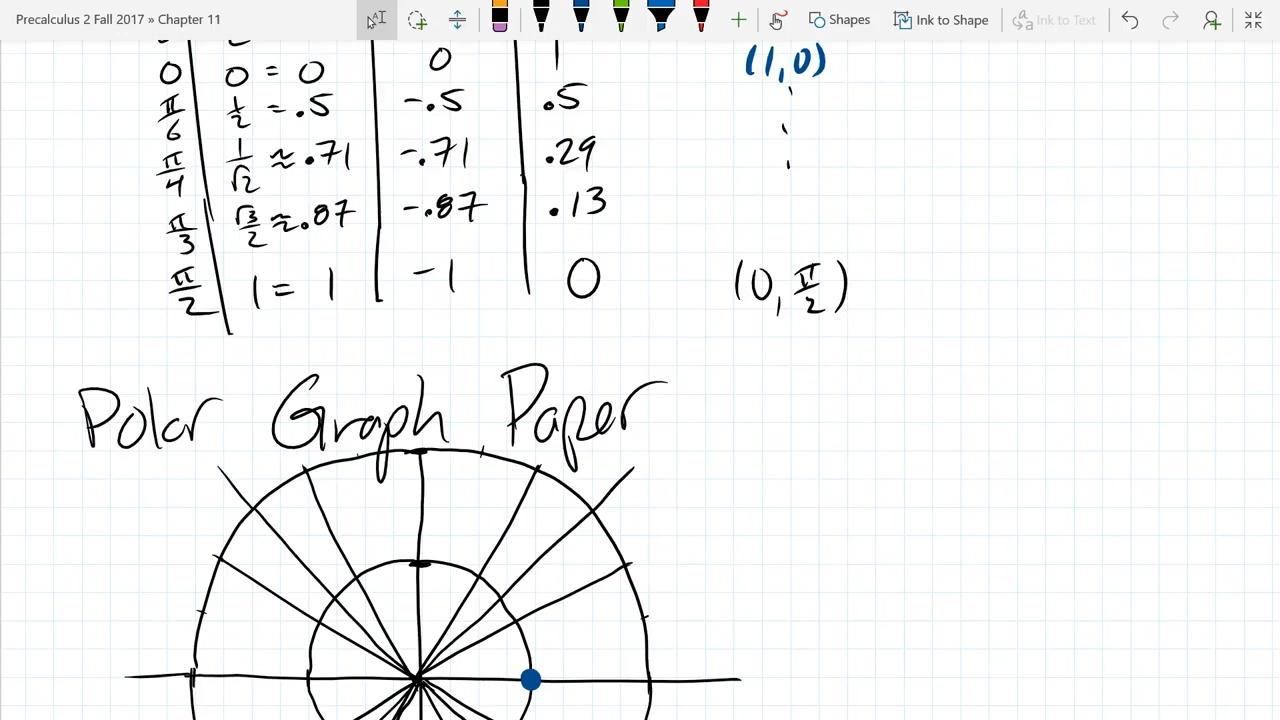 Precalculus 2 Fall 2017 » Chapter 11
Shapes
Ink to Shape
Ink to Text
0 | 0 = 0 | 0 | 1 (1,0)
π/6 | 1/2 = .5 | -.5 | .5
π/4 | 1/√2 ≈ .71 | -.71 | .29
π/3 | √3/2 ≈ .87 | -.87 | .13
π/2 | 1 = 1 | -1 | 0 (0, π/2)
Polar Graph Paper